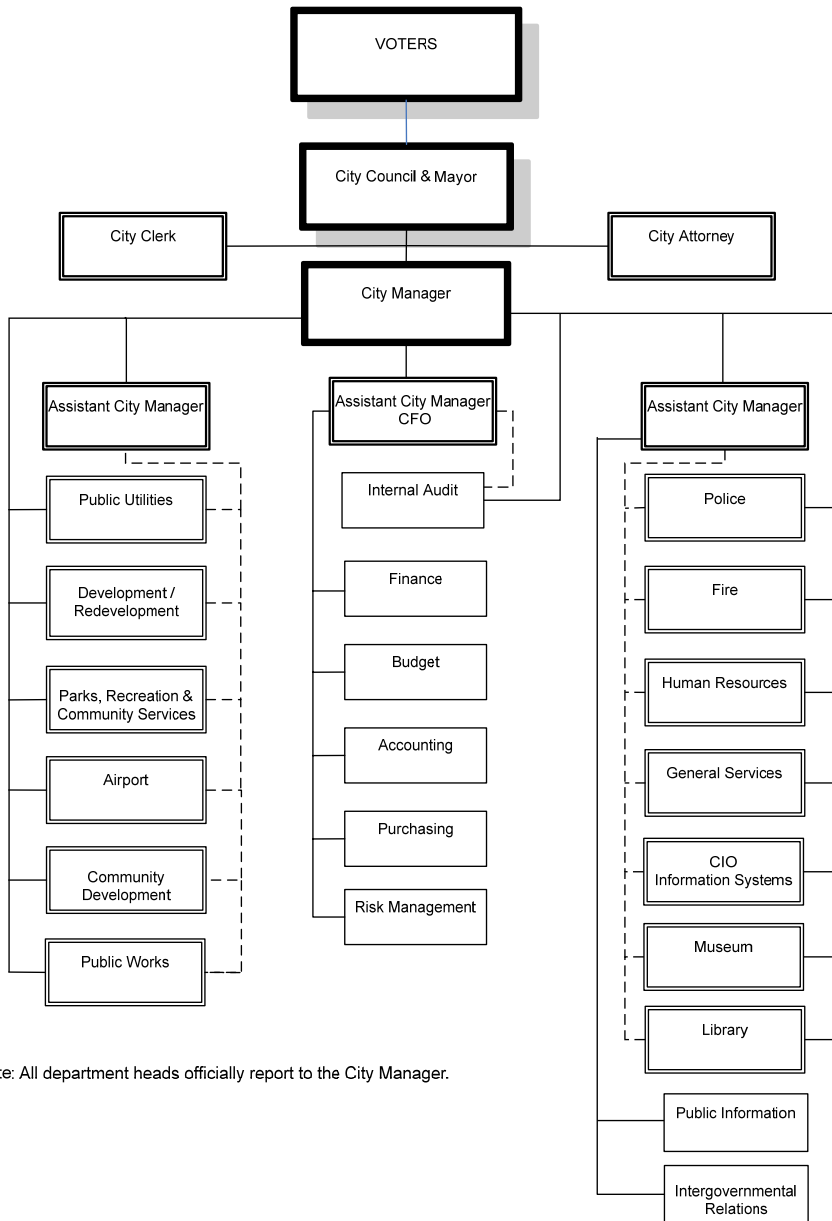 VOTERS
City Council & Mayor
City Clerk
City Attorney
City Manager
Assistant City Manager
Assistant City Manager
CFO
Assistant City Manager
Public Utilities
Development /
Redevelopment
Parks, Recreation &
Community Services
Airport
Community
Development
Public Works
Internal Audit
Finance
Budget
Accounting
Purchasing
Risk Management
Police
Fire
Human Resources
General Services
CIO
Information Systems
Museum
Library
Public Information
Intergovernmental
Relations
te: All department heads officially report to the City Manager.